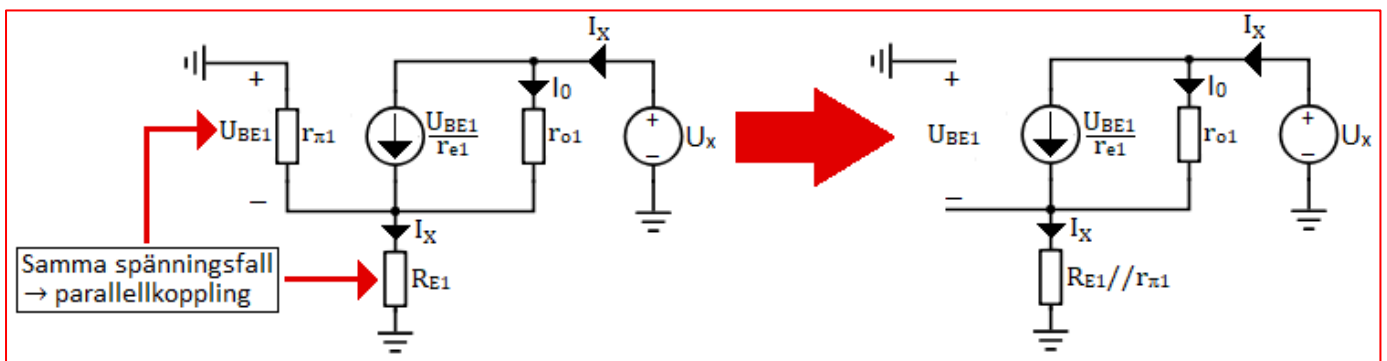 I_X
I_X
+
+
I_0
I_0
U_BE1
r_π1
U_BE1
r_e1
r_o1
+
−
U_x
U_BE1
U_BE1
r_e1
r_o1
+
−
U_x
−
−
I_X
I_X
Samma spänningsfall
→ parallellkoppling
R_E1
R_E1//r_π1